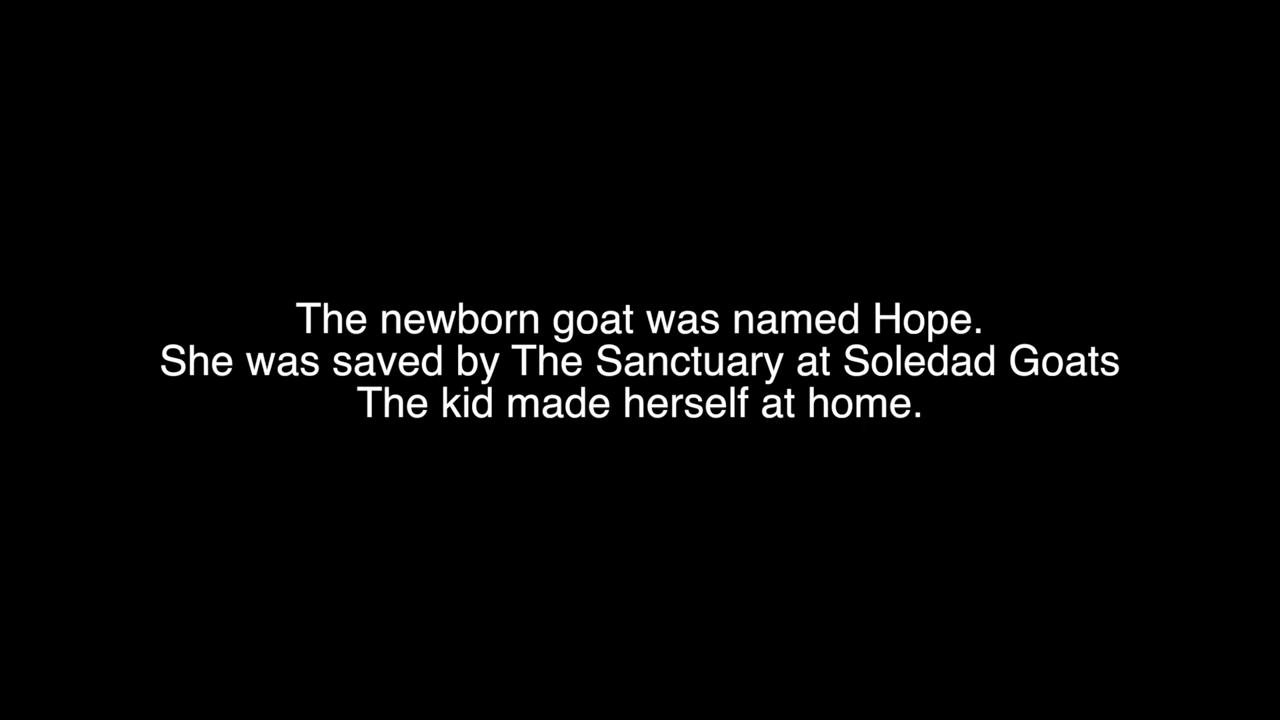 The newborn goat was named Hope.
She was saved by The Sanctuary at Soledad Goats
The kid made herself at home.